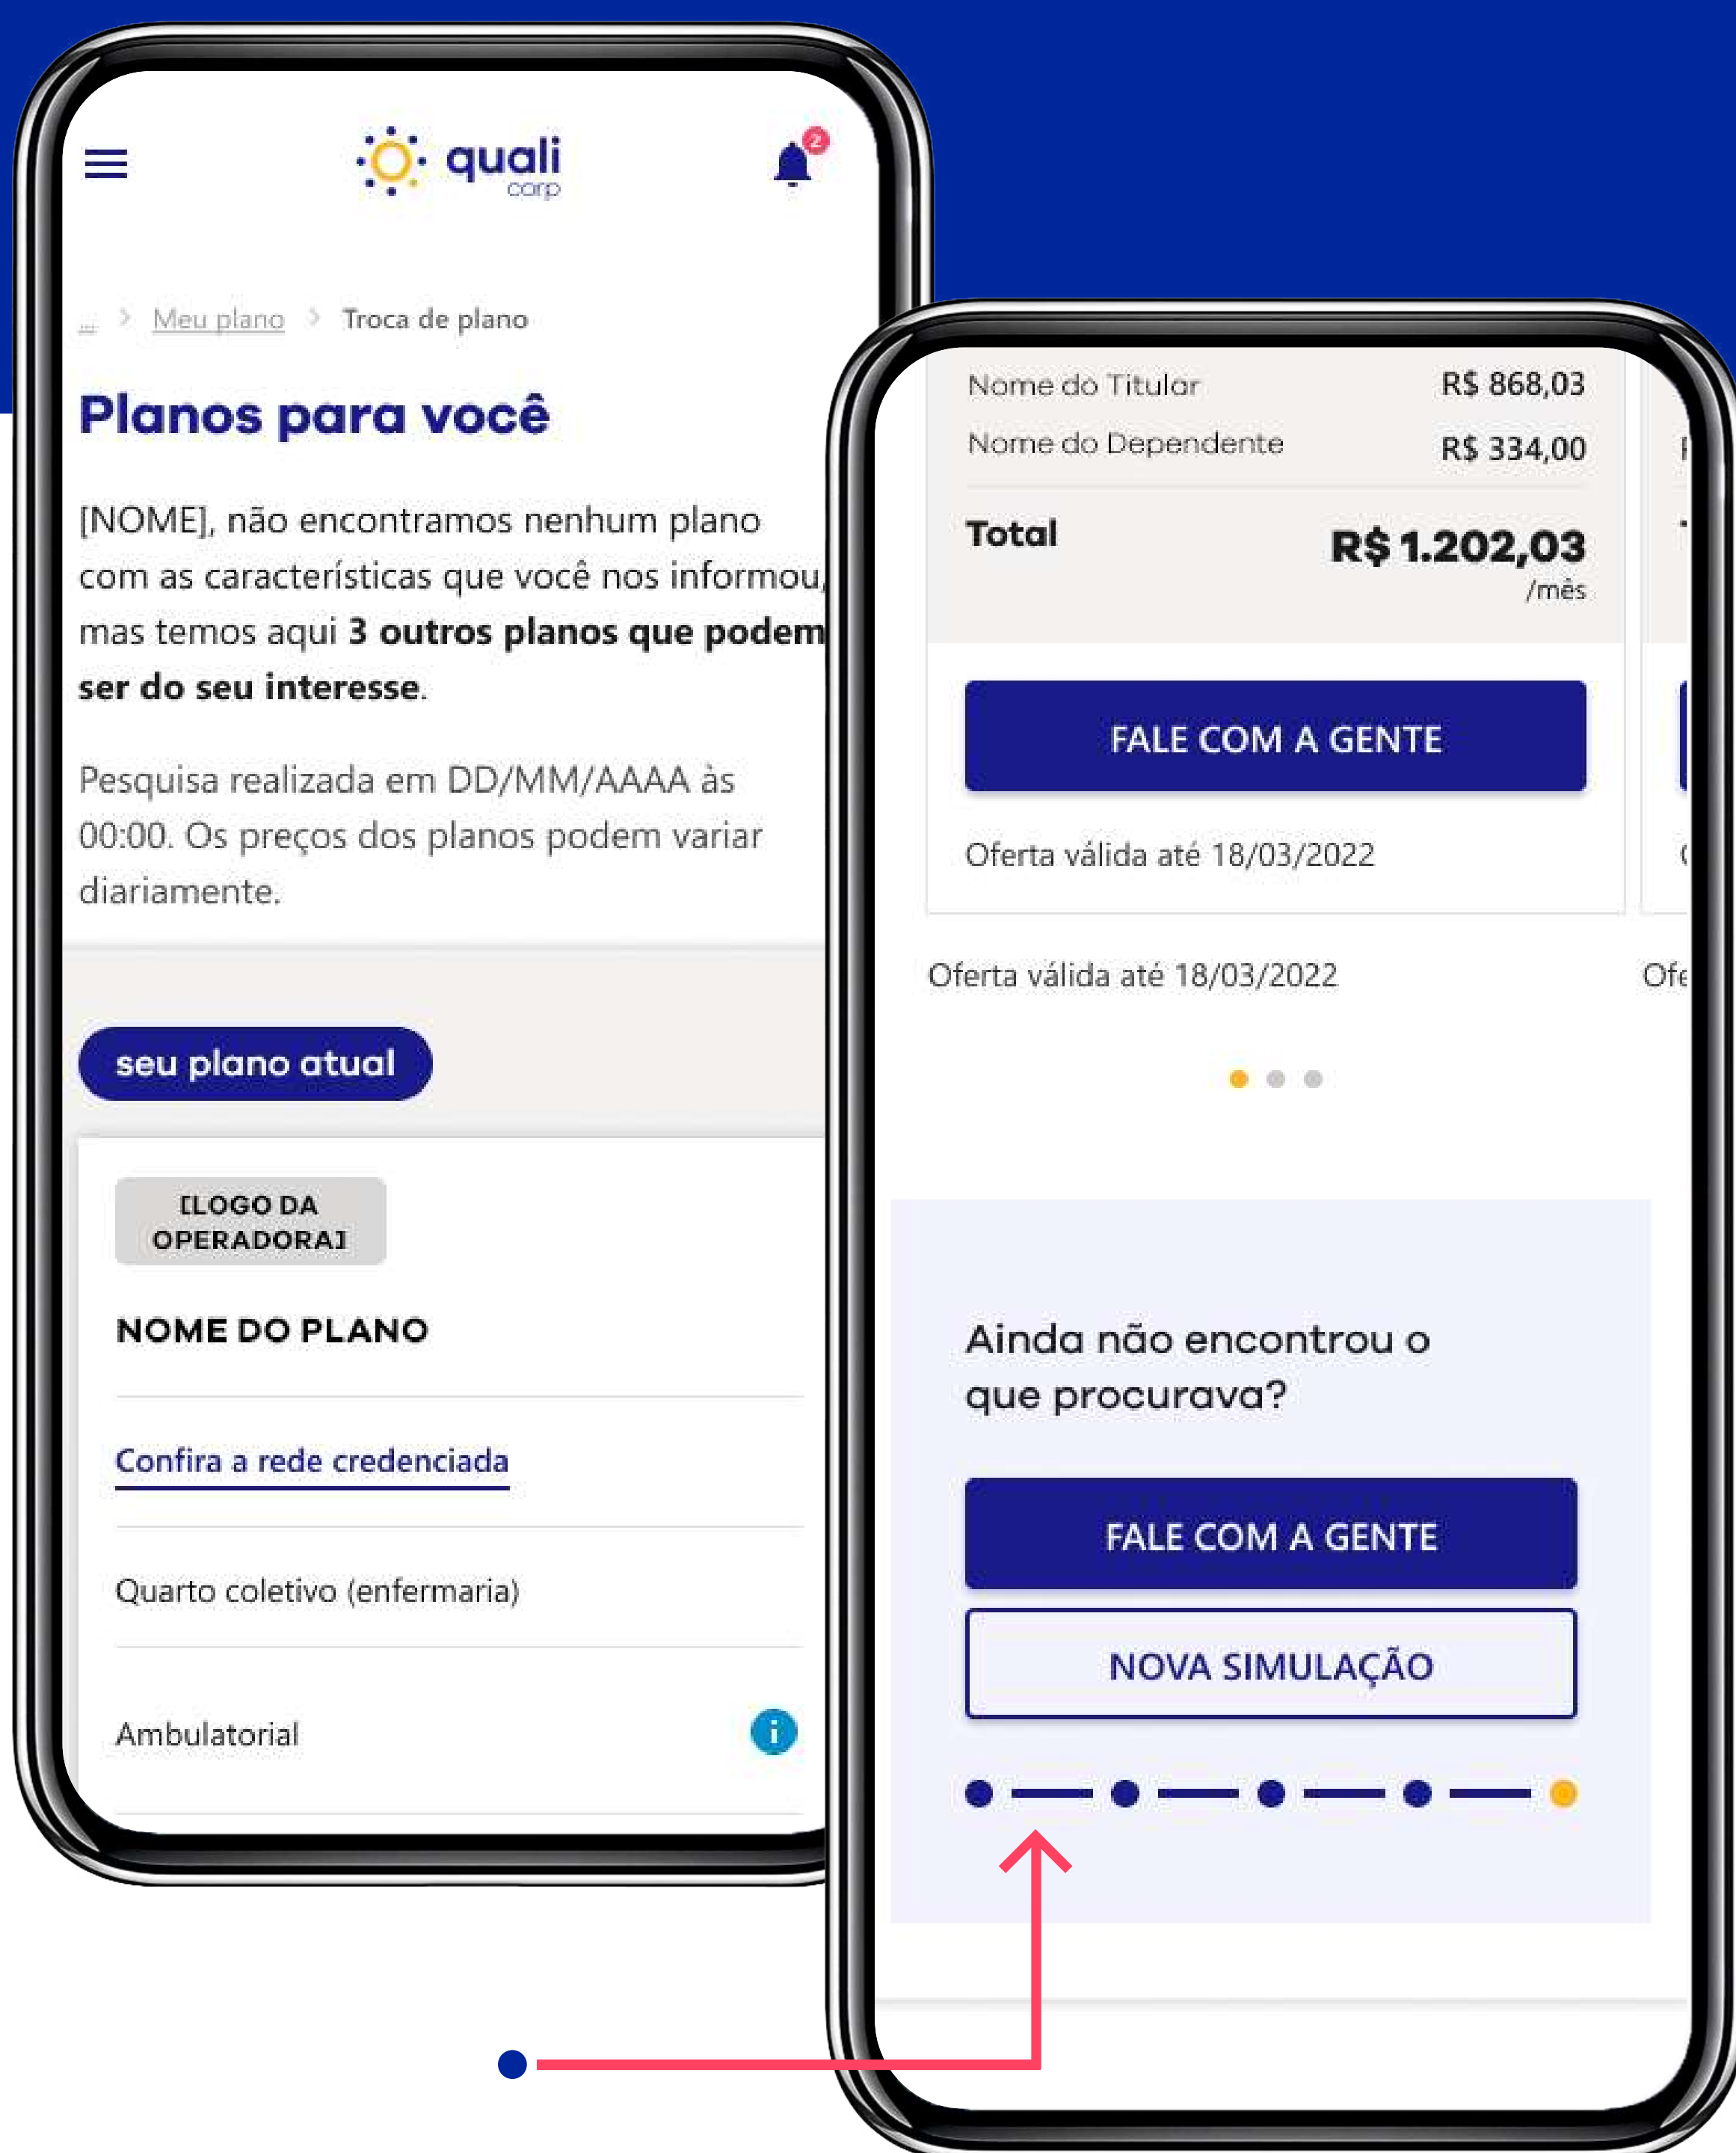 quali
corp
2
... > Meu plano > Troca de plano
Planos para você
[NOME], não encontramos nenhum plano
com as características que você nos informou,
mas temos aqui 3 outros planos que podem
ser do seu interesse.
Pesquisa realizada em DD/MM/AAAA às
00:00. Os preços dos planos podem variar
diariamente.
seu plano atual
[LOGO DA
OPERADORA]
NOME DO PLANO
Confira a rede credenciada
Quarto coletivo (enfermaria)
Ambulatorial
i
Nome do Titular R$ 868,03
Nome do Dependente R$ 334,00
Total R$ 1.202,03
/mês
FALE COM A GENTE
Oferta válida até 18/03/2022
Oferta válida até 18/03/2022
Ofe
Ainda não encontrou o
que procurava?
FALE COM A GENTE
NOVA SIMULAÇÃO